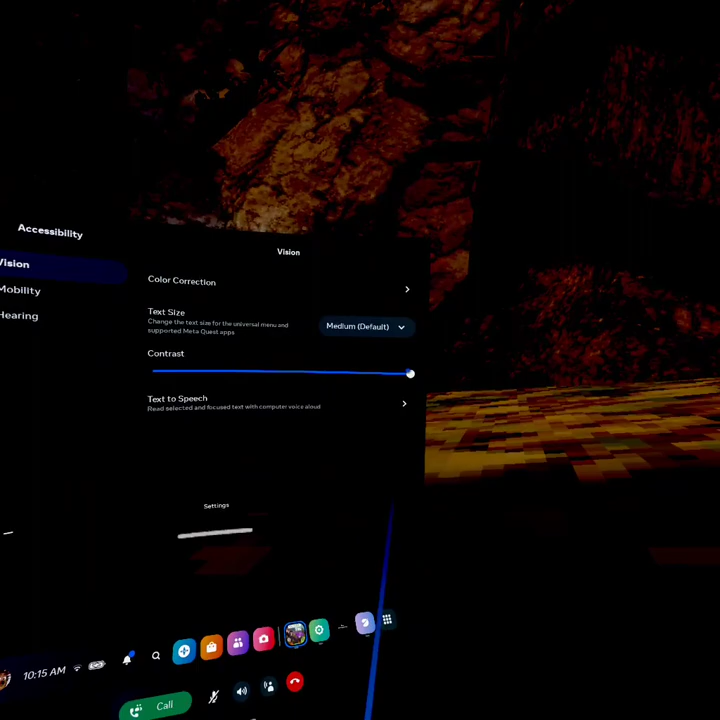 Accessibility
Vision
Vision
Mobility
Hearing
Color Correction
Text Size
Change the text size for the universal menu and
supported Meta Quest apps
Medium (Default)
Contrast
Text to Speech
Read selected and focused text with computer voice aloud
Settings
10:15 AM
Call